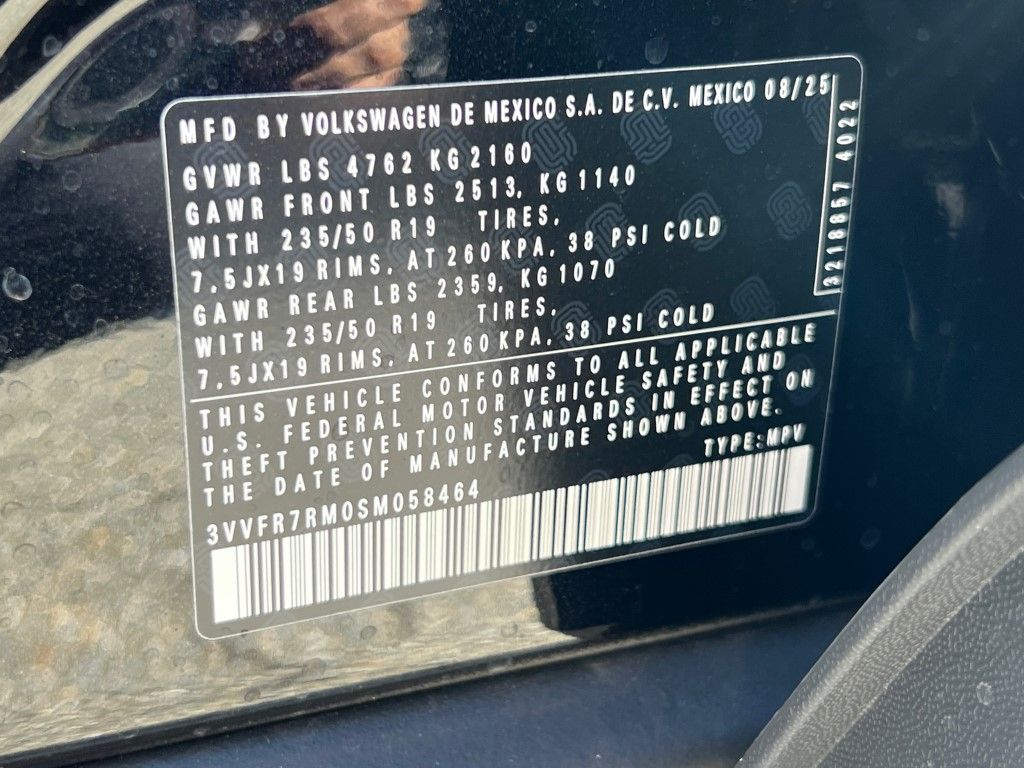 MFD BY VOLKSWAGEN DE MEXICO S.A. DE C.V. MEXICO 08/25
GVWR LBS 4762 KG 2160
GAWR FRONT LBS 2513, KG 1140
WITH 235/50 R19 TIRES,
7,5JX19 RIMS, AT 260 KPA, 38 PSI COLD
GAWR REAR LBS 2359, KG 1070
WITH 235/50 R19 TIRES,
7,5JX19 RIMS, AT 260 KPA, 38 PSI COLD
THIS VEHICLE CONFORMS TO ALL APPLICABLE
U.S. FEDERAL MOTOR VEHICLE SAFETY AND
THEFT PREVENTION STANDARDS IN EFFECT ON
THE DATE OF MANUFACTURE SHOWN ABOVE.
TYPE:MPV
3VVFR7RM0SM058464
3218857 4022